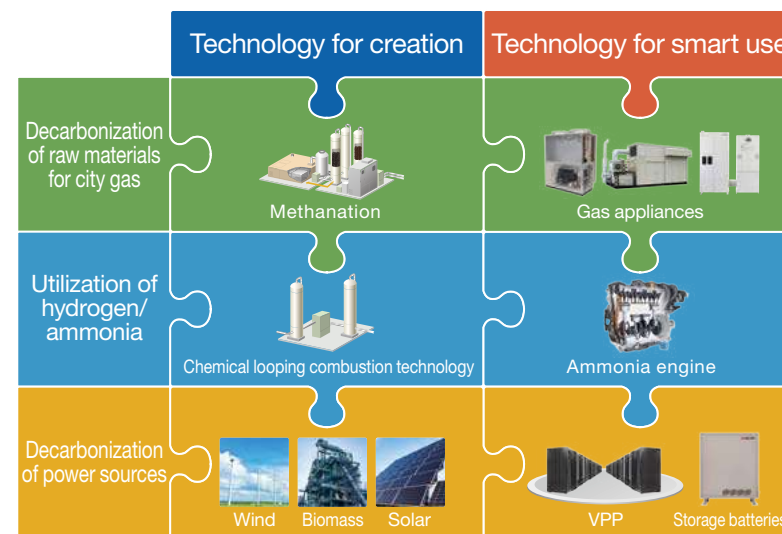 Technology for creation
Technology for smart use
Decarbonization
of raw materials
for city gas
Methanation
Gas appliances
Utilization of
hydrogen/
ammonia
Chemical looping combustion technology
Ammonia engine
Decarbonization
of power sources
Wind
Biomass
Solar
VPP
Storage batteries